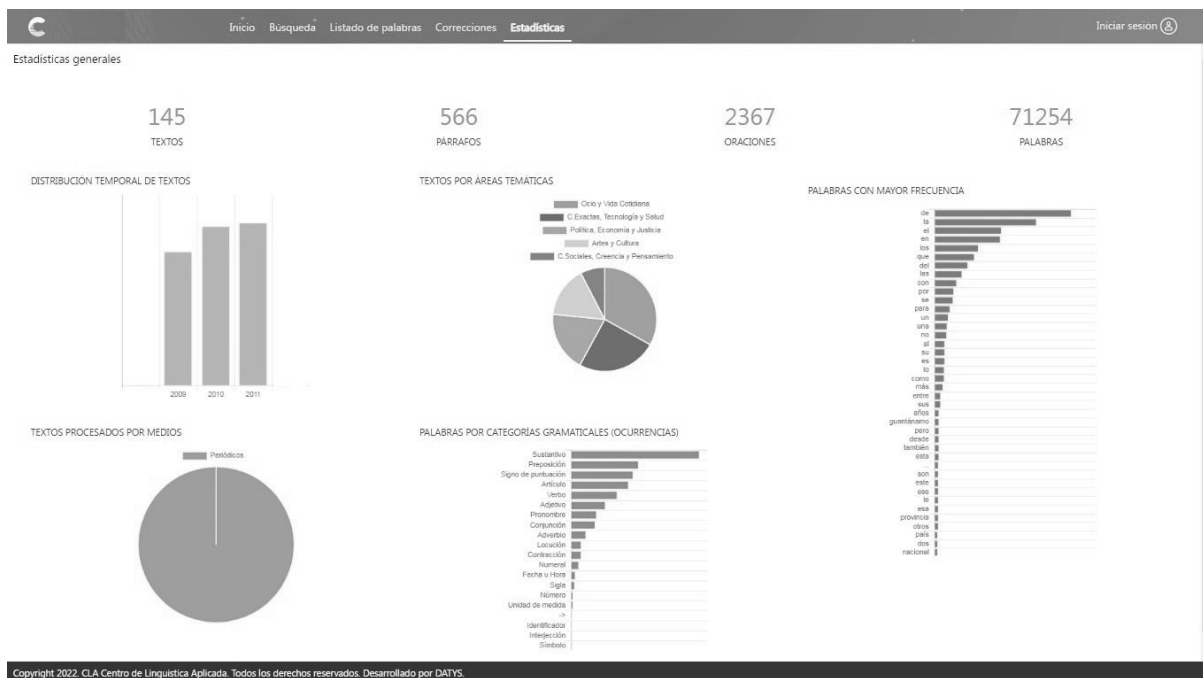 Inicio Búsqueda Listado de palabras Correcciones Estadísticas Iniciar sesión
Estadísticas generales
145 566 2367 71254
TEXTOS PÁRRAFOS ORACIONES PALABRAS
DISTRIBUCIÓN TEMPORAL DE TEXTOS
2009 2010 2011
TEXTOS POR ÁREAS TEMÁTICAS
Ocio y Vida Cotidiana
C.Exactas, Tecnología y Salud
Política, Economía y Justicia
Artes y Cultura
C.Sociales, Creencia y Pensamiento
PALABRAS CON MAYOR FRECUENCIA
de
la
el
en
los
que
del
las
con
por
se
para
un
una
no
al
su
es
lo
como
más
entre
sus
años
guantánamo
pero
desde
también
esta
son
este
ese
le
esa
provincia
otros
país
dos
nacional
TEXTOS PROCESADOS POR MEDIOS
Periódicos
PALABRAS POR CATEGORÍAS GRAMATICALES (OCURRENCIAS)
Sustantivo
Preposición
Signo de puntuación
Artículo
Verbo
Adjetivo
Pronombre
Conjunción
Adverbio
Locución
Contracción
Numeral
Fecha u Hora
Sigla
Número
Unidad de medida
->
Identificador
Interjección
Símbolo
Copyright 2022. CLA Centro de Linguistica Aplicada. Todos los derechos reservados. Desarrollado por DATYS.